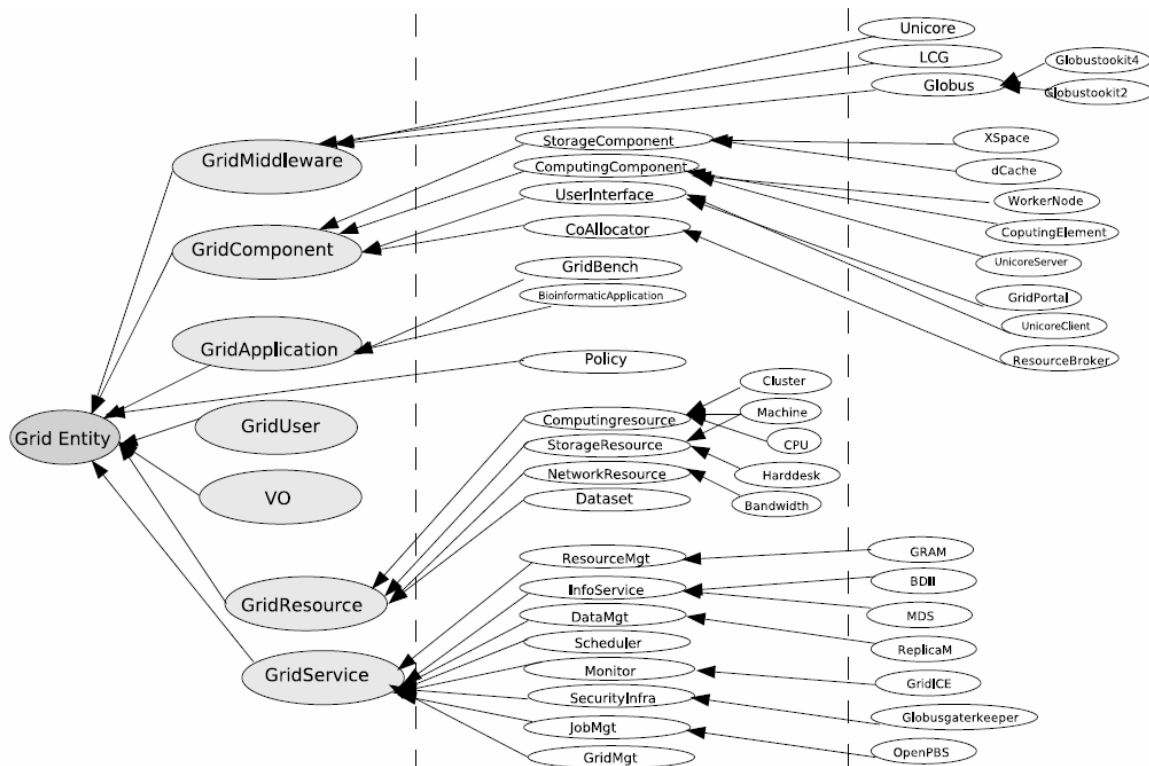 Unicore
LCG
Globus
Globustookit4
Globustookit2
GridMiddleware
StorageComponent
XSpace
ComputingComponent
dCache
UserInterface
WorkerNode
GridComponent
CoAllocator
CoputingElement
UnicoreServer
GridBench
BioinformaticApplication
GridPortal
UnicoreClient
GridApplication
Policy
ResourceBroker
Cluster
Machine
Computingresource
CPU
GridUser
Grid Entity
StorageResource
Harddesk
NetworkResource
VO
Dataset
Bandwidth
ResourceMgt
GRAM
InfoService
BDII
GridResource
DataMgt
MDS
Scheduler
ReplicaM
GridService
Monitor
GridICE
SecurityInfra
Globusgaterkeeper
JobMgt
OpenPBS
GridMgt